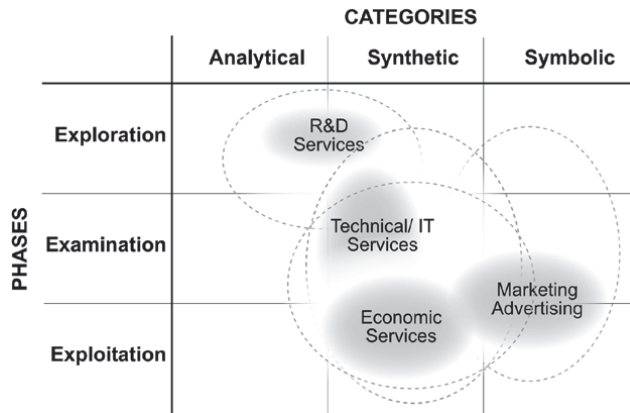 CATEGORIES
Analytical Synthetic Symbolic
PHASES
Exploration
R&D
Services
Examination
Technical/ IT
Services
Marketing
Advertising
Economic
Services
Exploitation